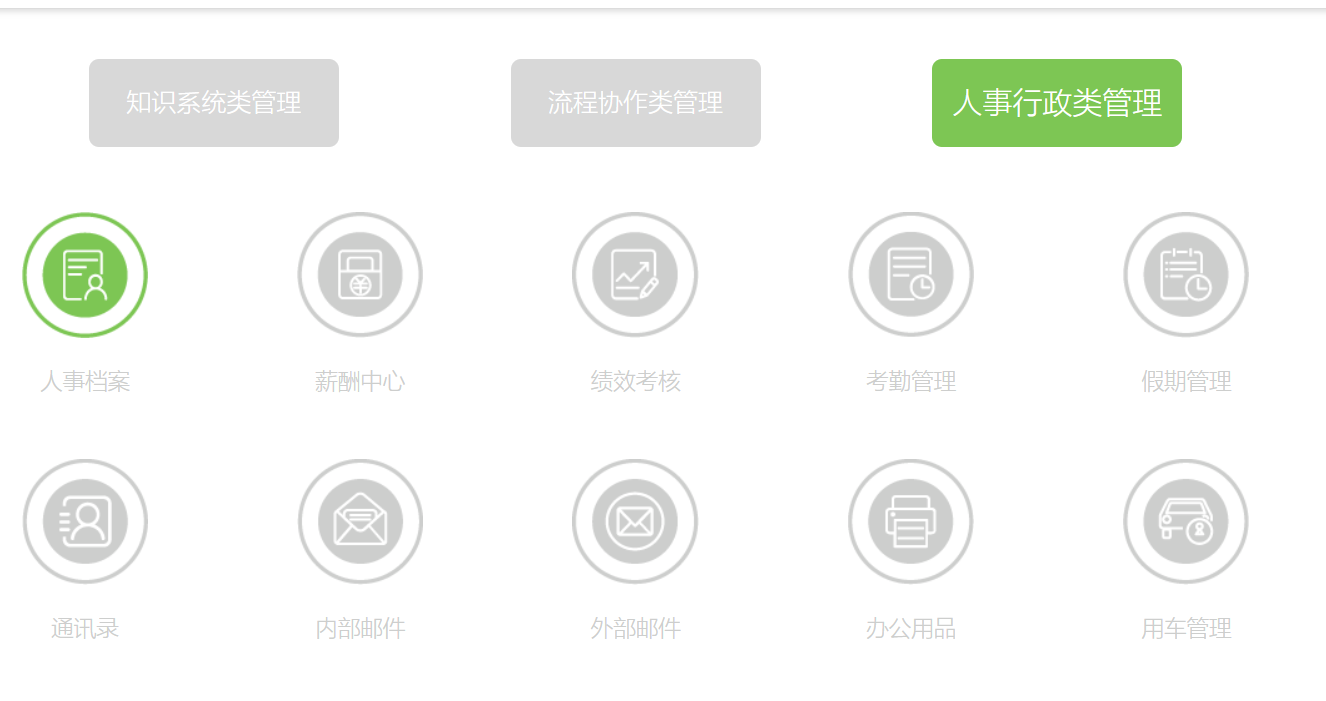 知识系统类管理
流程协作类管理
人事行政类管理
人事档案
薪酬中心
绩效考核
考勤管理
假期管理
通讯录
内部邮件
外部邮件
办公用品
用车管理